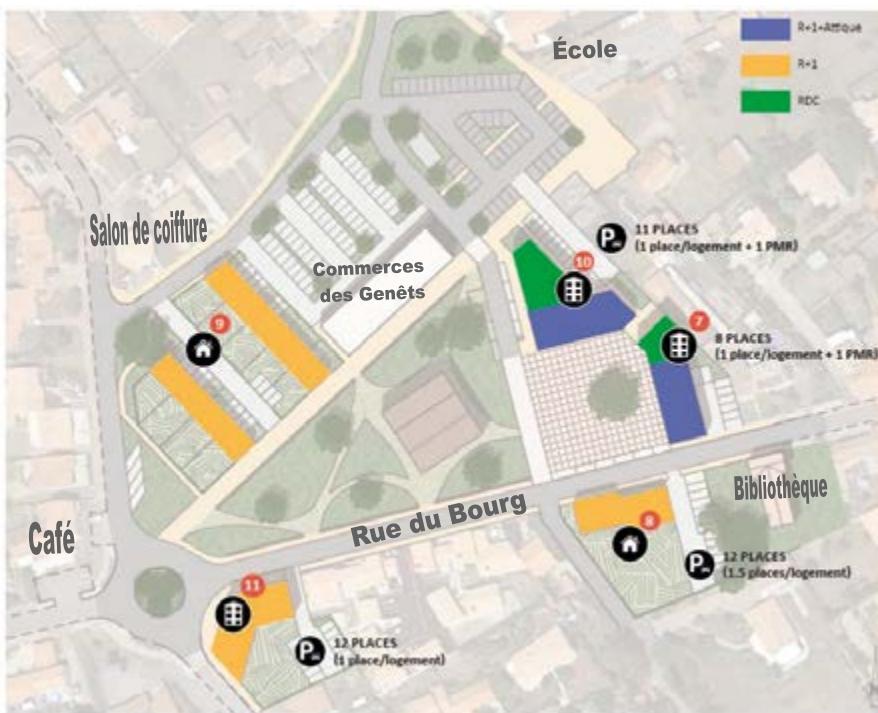 École
R+1+Attique
R+1
RDC
Salon de coiffure
Commerces
des Genêts
11 PLACES
(1 place/logement + 1 PMR)
10
9
7
8 PLACES
(1 place/logement + 1 PMR)
Bibliothèque
Rue du Bourg
Café
8
12 PLACES
(1.5 places/logement)
11
12 PLACES
(1 place/logement)